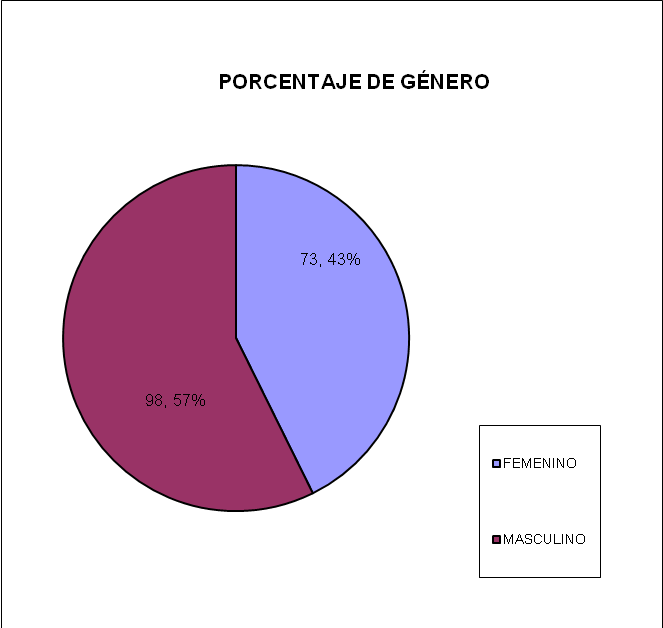 PORCENTAJE DE GÉNERO
73, 43%
98, 57%
FEMENINO
MASCULINO